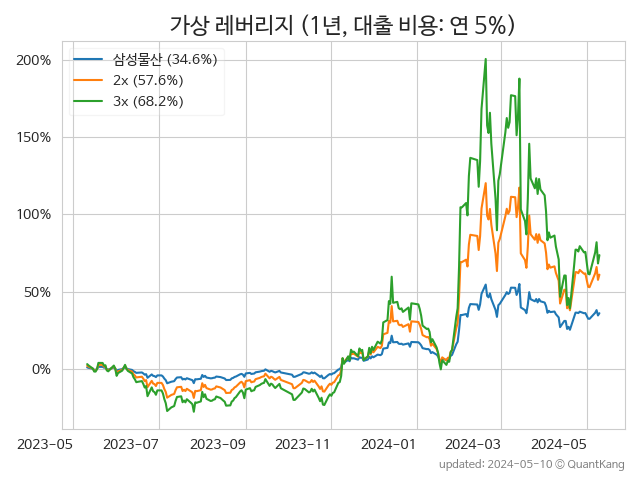 가상 레버리지 (1년, 대출 비용: 연 5%)
삼성물산 (34.6%)
2x (57.6%)
3x (68.2%)
200%
150%
100%
50%
0%
2023-05 2023-07 2023-09 2023-11 2024-01 2024-03 2024-05
updated: 2024-05-10 © QuantKang